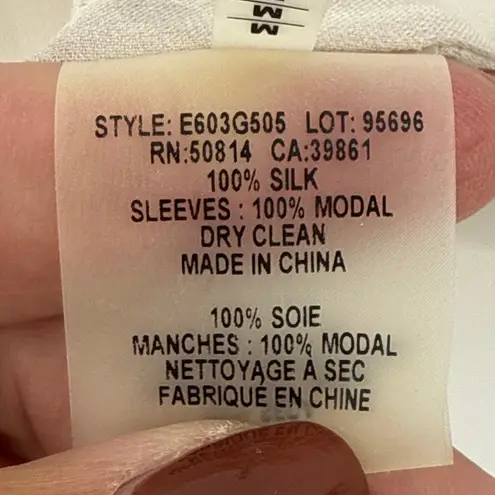 STYLE: E603G505 LOT: 95696
RN:50814 CA:39861
100% SILK
SLEEVES : 100% MODAL
DRY CLEAN
MADE IN CHINA
100% SOIE
MANCHES : 100% MODAL
NETTOYAGE À SEC
FABRIQUÉ EN CHINE